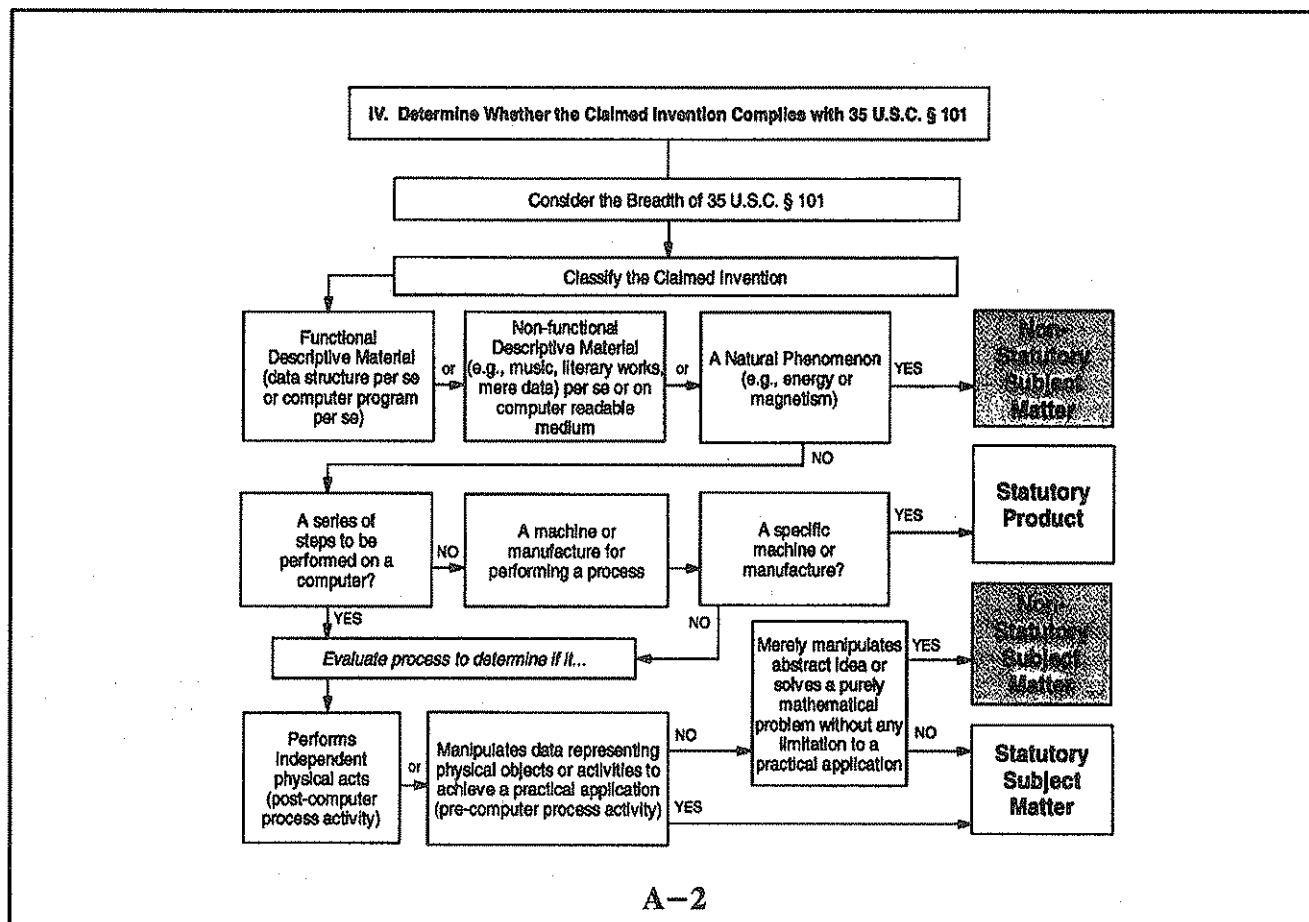 IV. Determine Whether the Claimed Invention Complies with 35 U.S.C. § 101
Consider the Breadth of 35 U.S.C. § 101
Classify the Claimed Invention
Functional
Descriptive Material
(data structure per se
or computer program
per se)
or
Non-functional
Descriptive Material
(e.g., music, literary works,
mere data) per se or on
computer readable
medium
or
A Natural Phenomenon
(e.g., energy or
magnetism)
YES
Non-
Statutory
Subject
Matter
NO
A series of
steps to be
performed on a
computer?
NO
A machine or
manufacture for
performing a process
A specific
machine or
manufacture?
YES
Statutory
Product
YES
NO
Evaluate process to determine if it...
Merely manipulates
abstract idea or
solves a purely
mathematical
problem without any
limitation to a
practical application
YES
Non-
Statutory
Subject
Matter
NO
Performs
independent
physical acts
(post-computer
process activity)
or
Manipulates data representing
physical objects or activities to
achieve a practical application
(pre-computer process activity)
NO
YES
Statutory
Subject
Matter
A-2